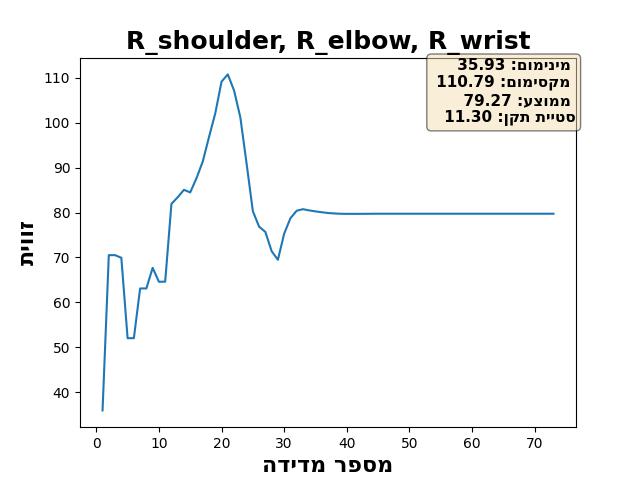 R_shoulder, R_elbow, R_wrist
מינימום: 35.93
מקסימום: 110.79
ממוצע: 79.27
סטיית תקן: 11.30
110
100
90
80
70
60
50
40
זווית
0 10 20 30 40 50 60 70
מספר מדידה